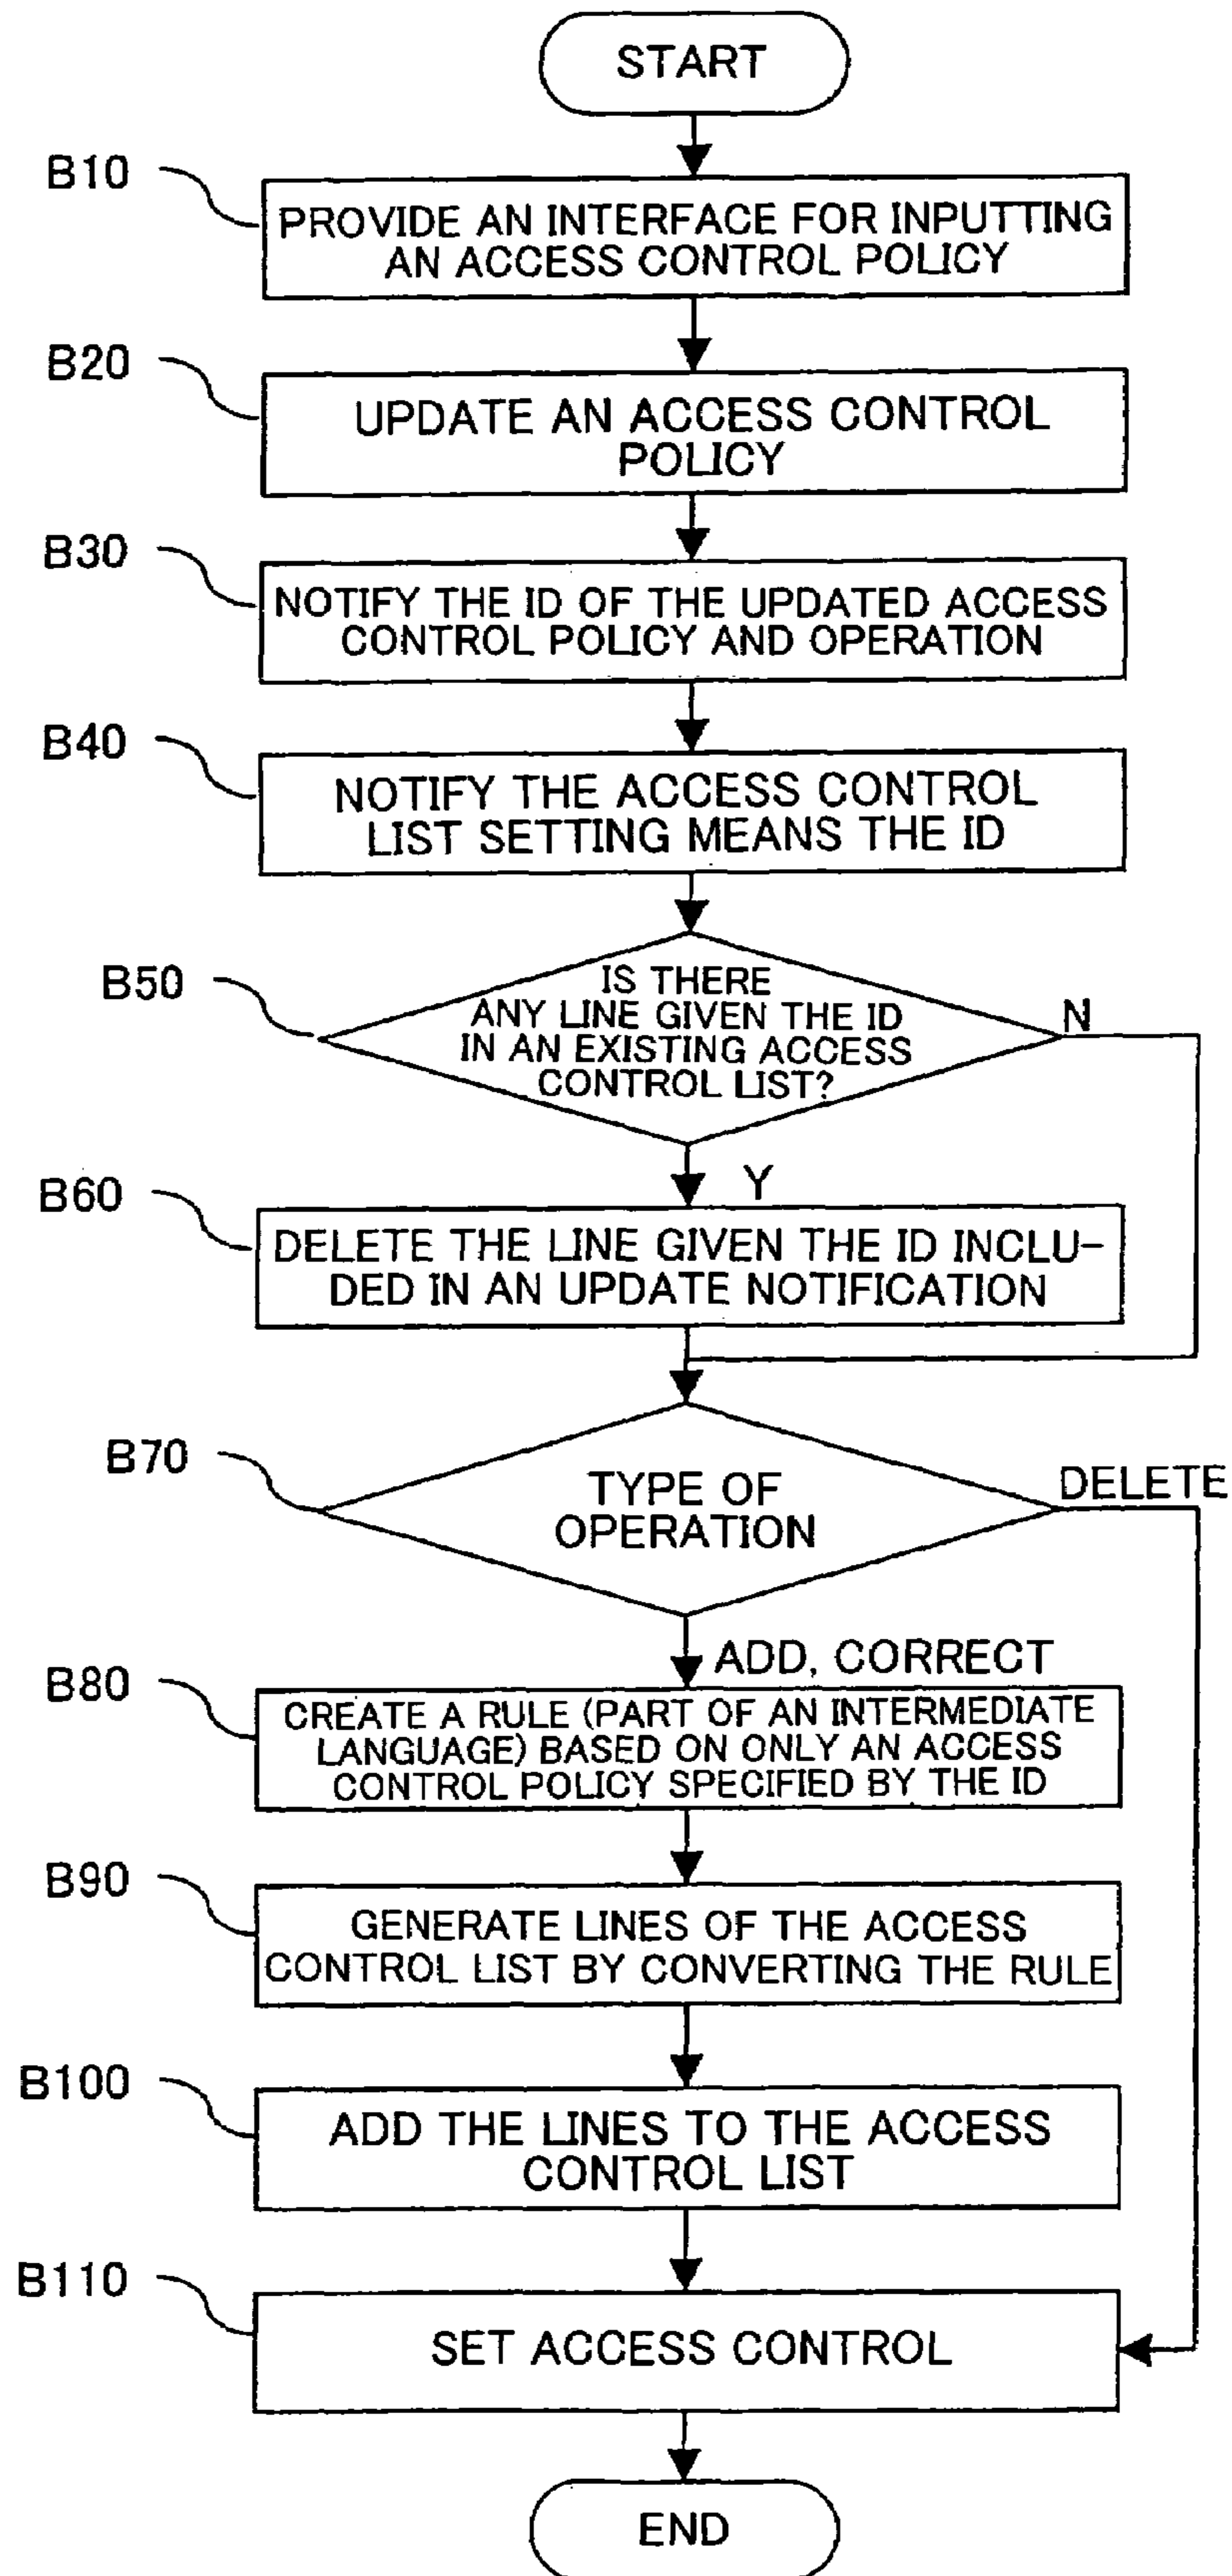 START
B10
PROVIDE AN INTERFACE FOR INPUTTING
AN ACCESS CONTROL POLICY
B20
UPDATE AN ACCESS CONTROL
POLICY
B30
NOTIFY THE ID OF THE UPDATED ACCESS
CONTROL POLICY AND OPERATION
B40
NOTIFY THE ACCESS CONTROL
LIST SETTING MEANS THE ID
B50
IS THERE
ANY LINE GIVEN THE ID
IN AN EXISTING ACCESS
CONTROL LIST?
N
Y
B60
DELETE THE LINE GIVEN THE ID INCLU-
DED IN AN UPDATE NOTIFICATION
B70
TYPE OF
OPERATION
DELETE
ADD, CORRECT
B80
CREATE A RULE (PART OF AN INTERMEDIATE
LANGUAGE) BASED ON ONLY AN ACCESS
CONTROL POLICY SPECIFIED BY THE ID
B90
GENERATE LINES OF THE ACCESS
CONTROL LIST BY CONVERTING THE RULE
B100
ADD THE LINES TO THE ACCESS
CONTROL LIST
B110
SET ACCESS CONTROL
END